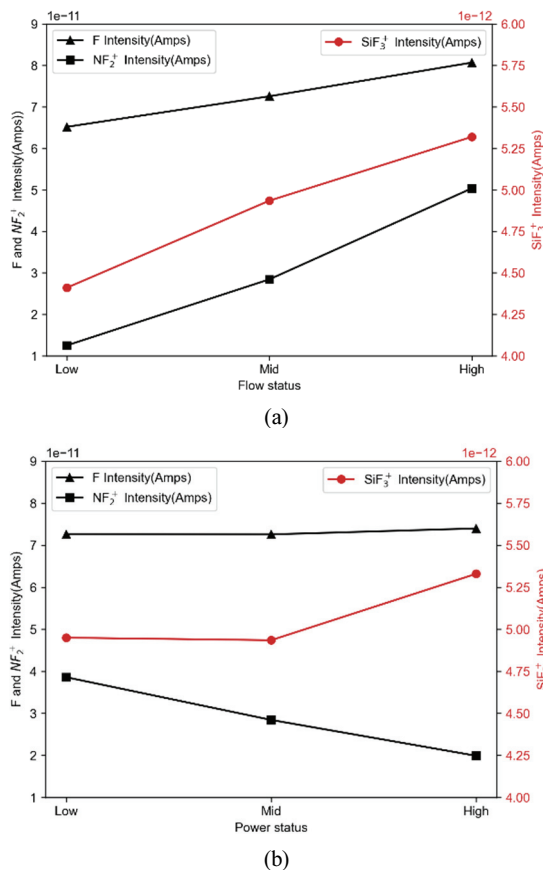 1e−11
1e−12
F Intensity(Amps)
NF₂⁺ Intensity(Amps)
SiF₃⁺ Intensity(Amps)
9
8
7
6
5
4
3
2
1
F and NF₂⁺ Intensity(Amps))
6.00
5.75
5.50
5.25
5.00
4.75
4.50
4.25
4.00
SiF₃⁺ Intensity(Amps)
Low Mid High
Flow status
(a)
1e−11
1e−12
F Intensity(Amps)
NF₂⁺ Intensity(Amps)
SiF₃⁺ Intensity(Amps)
9
8
7
6
5
4
3
2
1
F and NF₂⁺ Intensity(Amps)
6.00
5.75
5.50
5.25
5.00
4.75
4.50
4.25
4.00
SiF₃⁺ Intensity(Amps)
Low Mid High
Power status
(b)